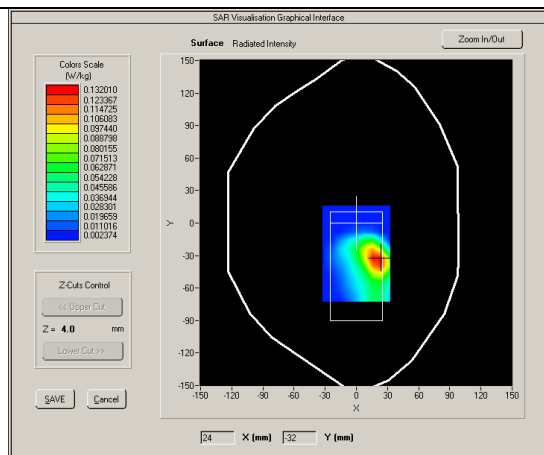 SAR Visualisation Graphical Interface
Surface Radiated Intensity
Zoom In/Out
Colors Scale
(W/kg)
0.132010
0.123367
0.114725
0.106083
0.097440
0.088798
0.080155
0.071513
0.062871
0.054228
0.045586
0.036944
0.028301
0.019659
0.011016
0.002374
Z-Cuts Control
<< Upper Cut
Z = 4.0 mm
Lower Cut >>
SAVE
Cancel
150
120
90
60
30
0
-30
-60
-90
-120
-150
Y
-150 -120 -90 -60 -30 0 30 60 90 120 150
X
24 X (mm) -32 Y (mm)